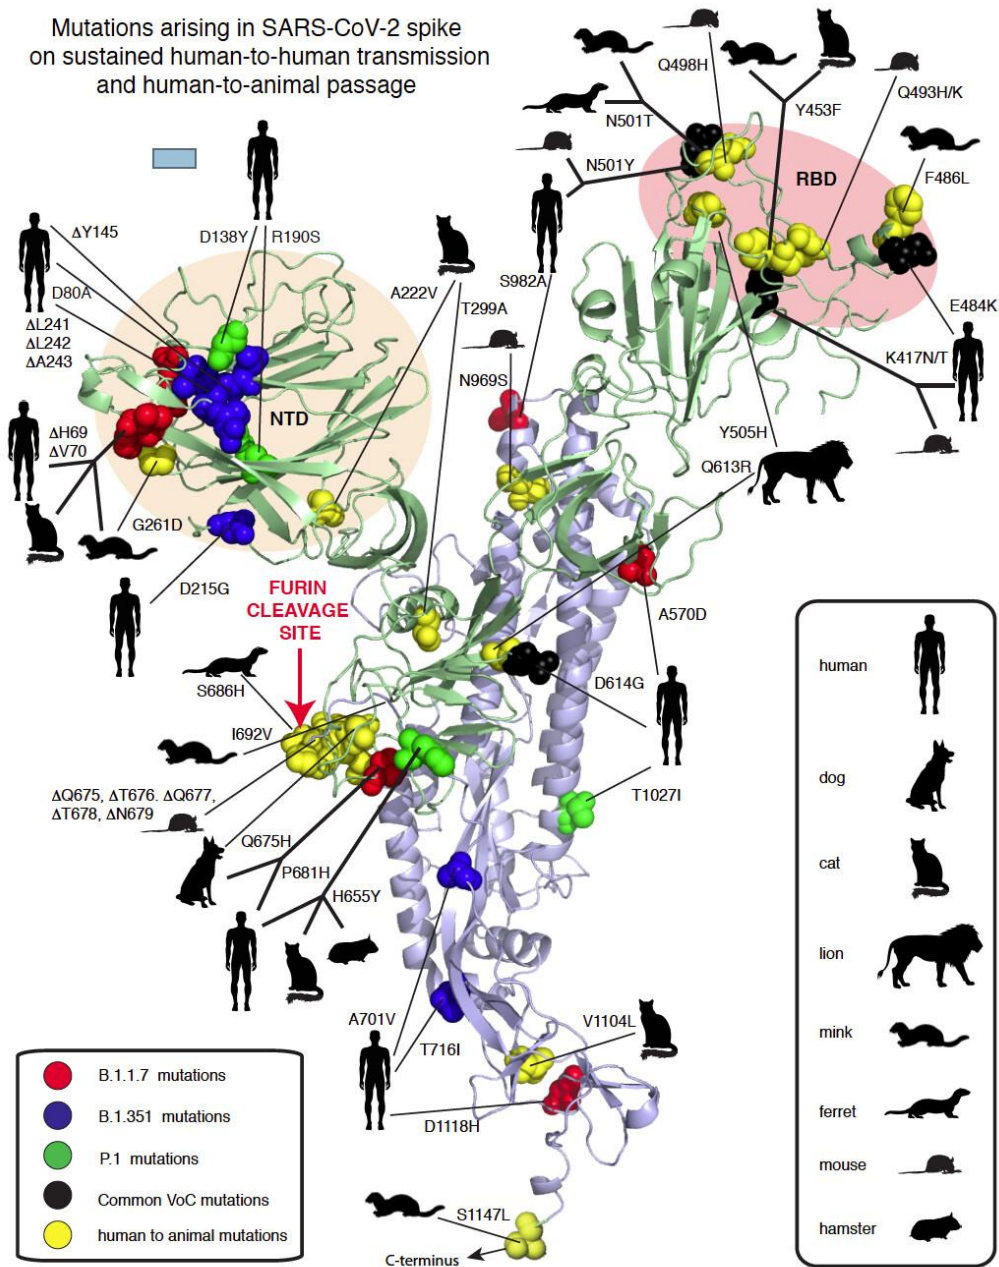 Mutations arising in SARS-CoV-2 spike
on sustained human-to-human transmission
and human-to-animal passage
Q498H
Y453F
Q493H/K
N501T
N501Y
RBD
F486L
ΔY145
D138Y
R190S
D80A
A222V
S982A
T299A
E484K
ΔL241
ΔL242
ΔA243
N969S
K417N/T
NTD
ΔH69
ΔV70
Y505H
Q613R
G261D
D215G
FURIN
CLEAVAGE
SITE
A570D
S686H
D614G
I692V
T1027I
ΔQ675, ΔT676. ΔQ677,
ΔT678, ΔN679
Q675H
P681H
H655Y
A701V
T716I
V1104L
D1118H
S1147L
C-terminus
B.1.1.7 mutations
B.1.351 mutations
P.1 mutations
Common VoC mutations
human to animal mutations
human
dog
cat
lion
mink
ferret
mouse
hamster